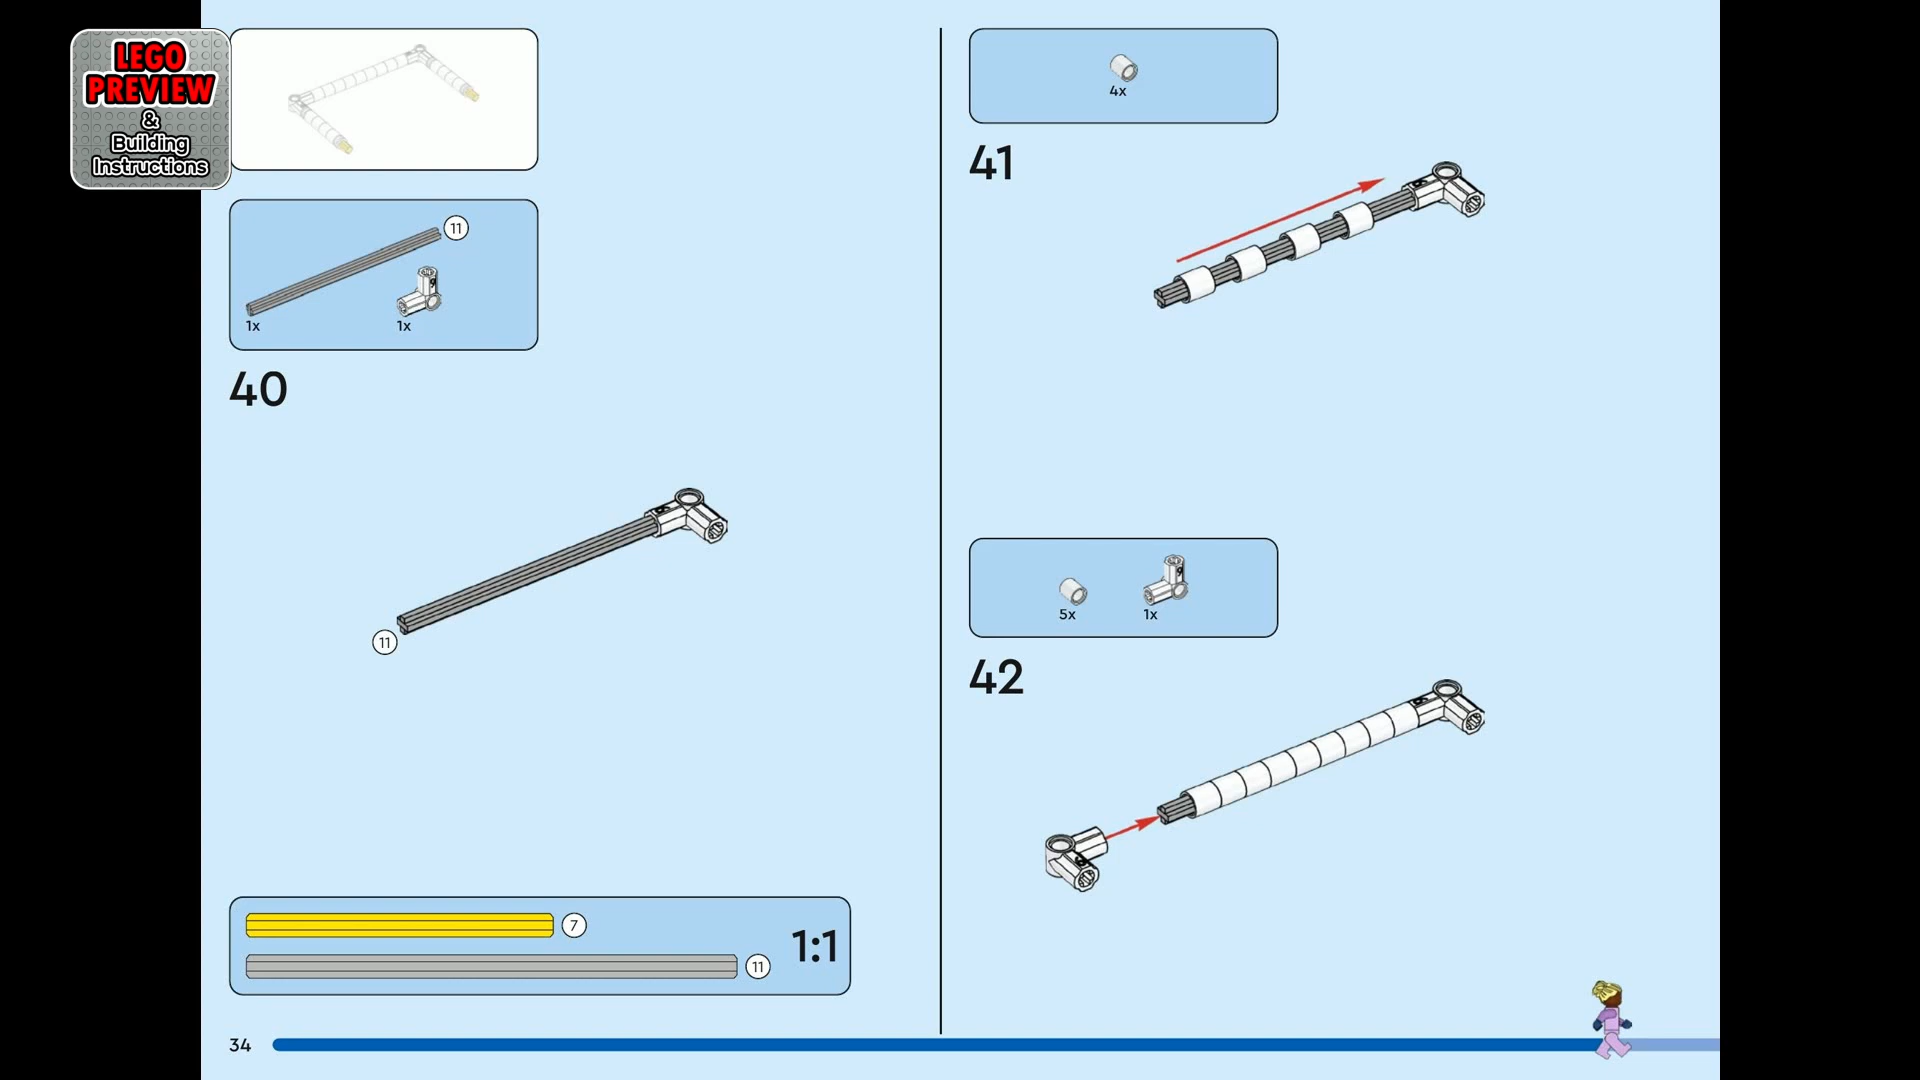 LEGO
PREVIEW
&
Building
Instructions
11
1x
1x
40
11
7
11
1:1
34
4x
41
5x
1x
42